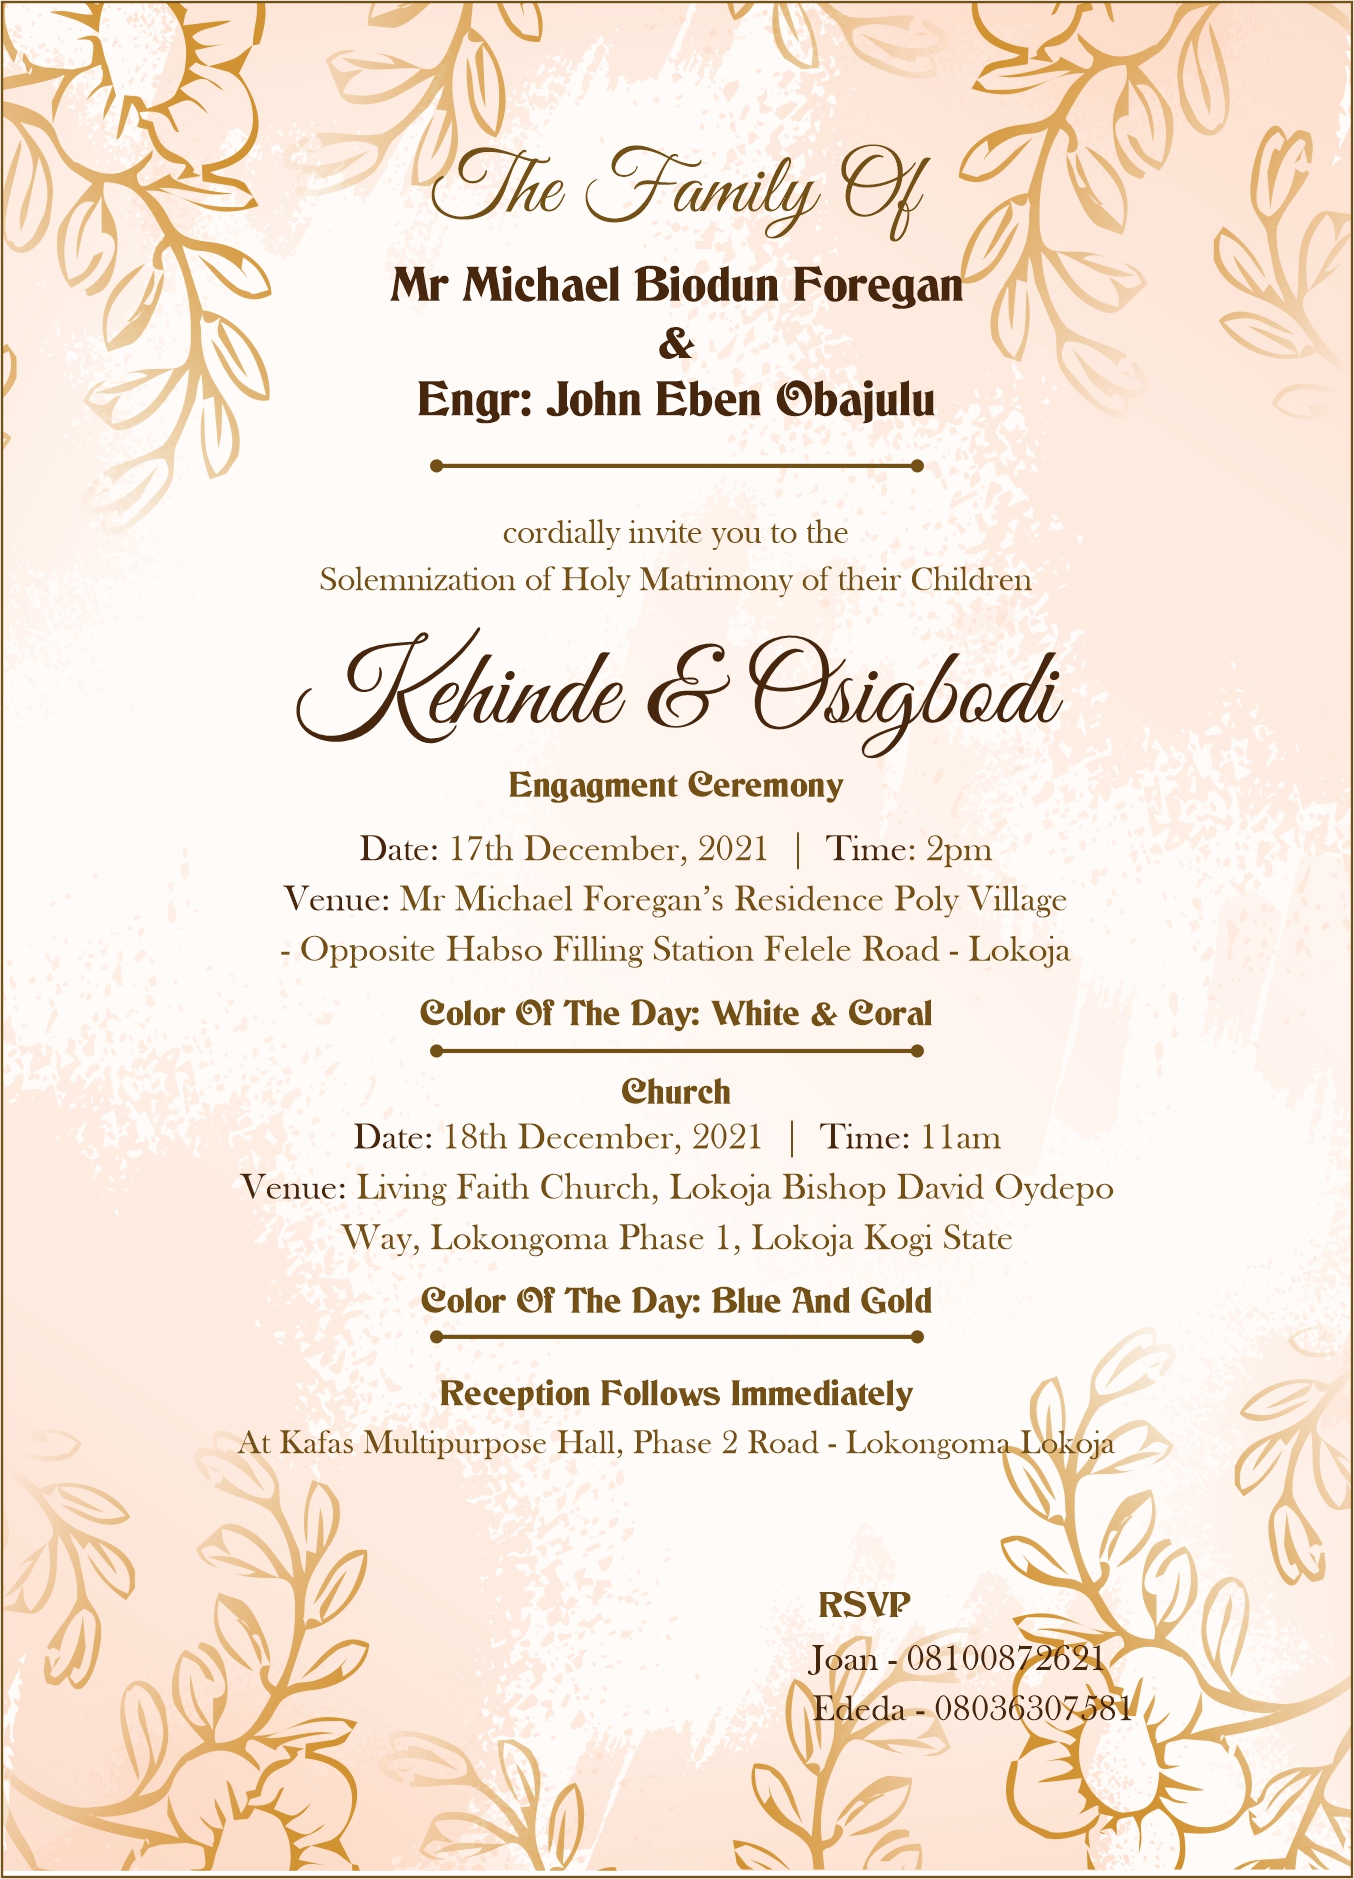 The Family Of
Mr Michael Biodun Foregan
&
Engr: John Eben Obajulu
cordially invite you to the
Solemnization of Holy Matrimony of their Children
Kehinde & Osigbodi
Engagment Ceremony
Date: 17th December, 2021 | Time: 2pm
Venue: Mr Michael Foregan’s Residence Poly Village
- Opposite Habso Filling Station Felele Road - Lokoja
Color Of The Day: White & Coral
Church
Date: 18th December, 2021 | Time: 11am
Venue: Living Faith Church, Lokoja Bishop David Oydepo
Way, Lokongoma Phase 1, Lokoja Kogi State
Color Of The Day: Blue And Gold
Reception Follows Immediately
At Kafas Multipurpose Hall, Phase 2 Road - Lokongoma Lokoja
RSVP
Joan - 08100872621
Ededa - 08036307581